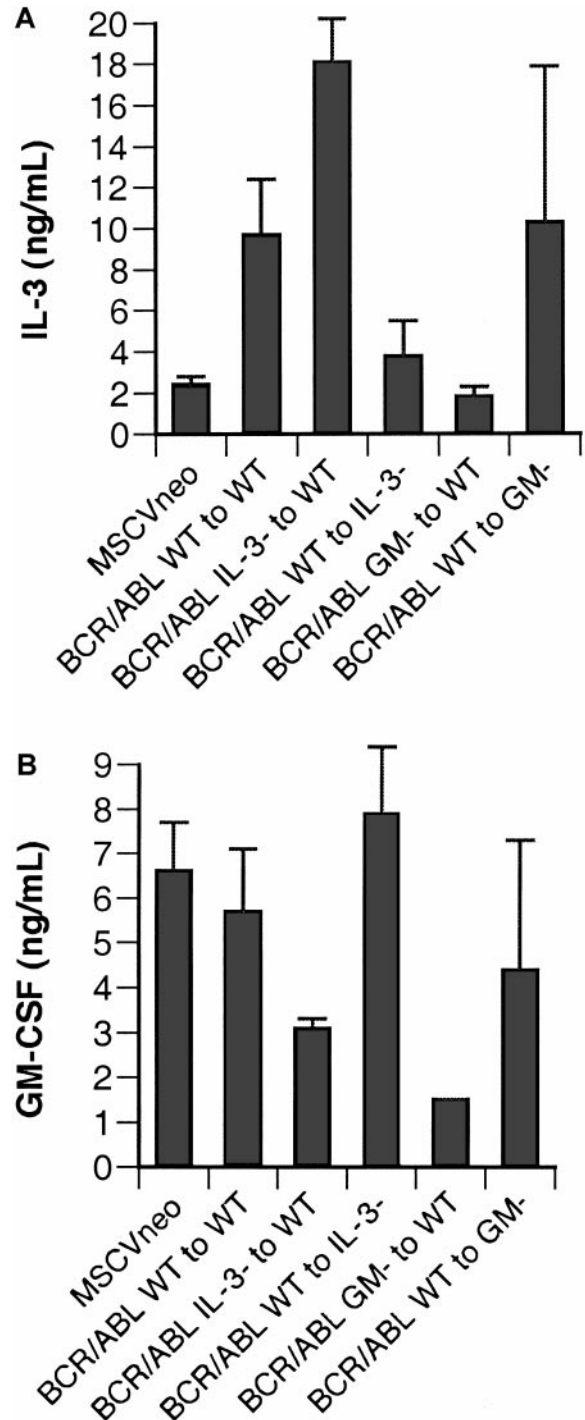 A
IL-3 (ng/mL)
20
18
16
14
12
10
8
6
4
2
0
MSCVneo
BCR/ABL WT to WT
BCR/ABL IL-3- to WT
BCR/ABL WT to IL-3-
BCR/ABL GM- to WT
BCR/ABL WT to GM-
B
GM-CSF (ng/mL)
9
8
7
6
5
4
3
2
1
0
MSCVneo
BCR/ABL WT to WT
BCR/ABL IL-3- to WT
BCR/ABL WT to IL-3-
BCR/ABL GM- to WT
BCR/ABL WT to GM-